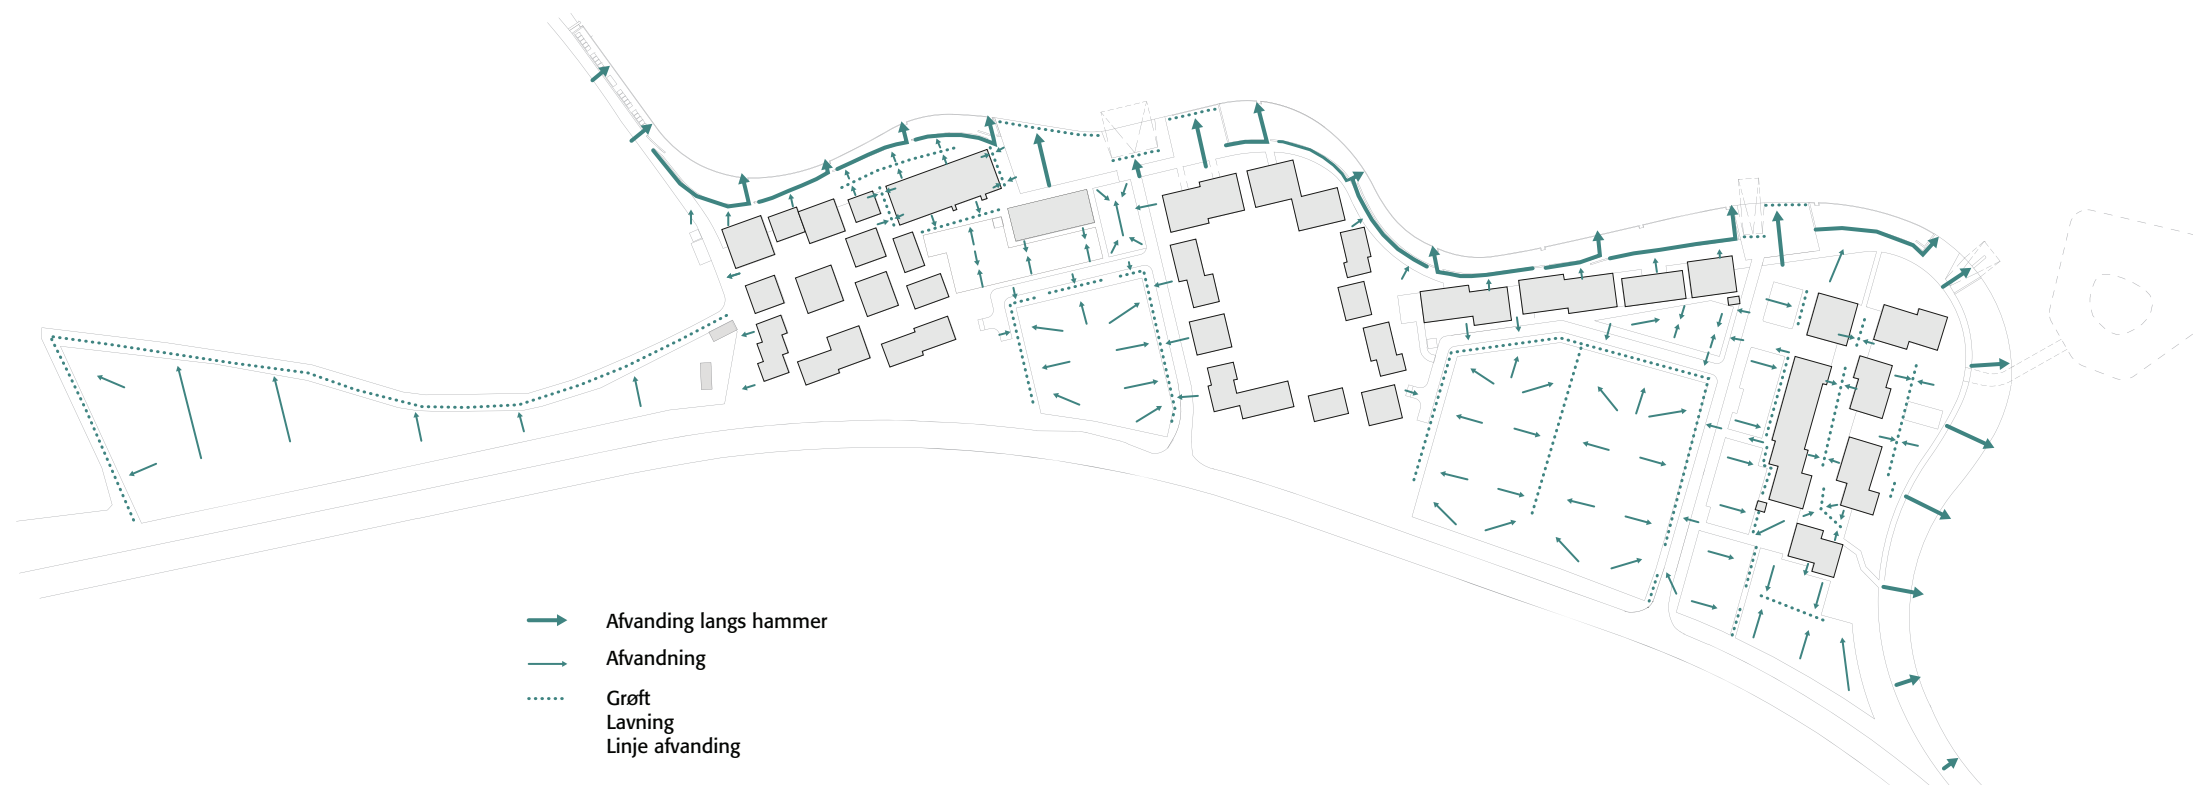 Afvanding langs hammer
Afvandning
Grøft
Lavning
Linje afvanding